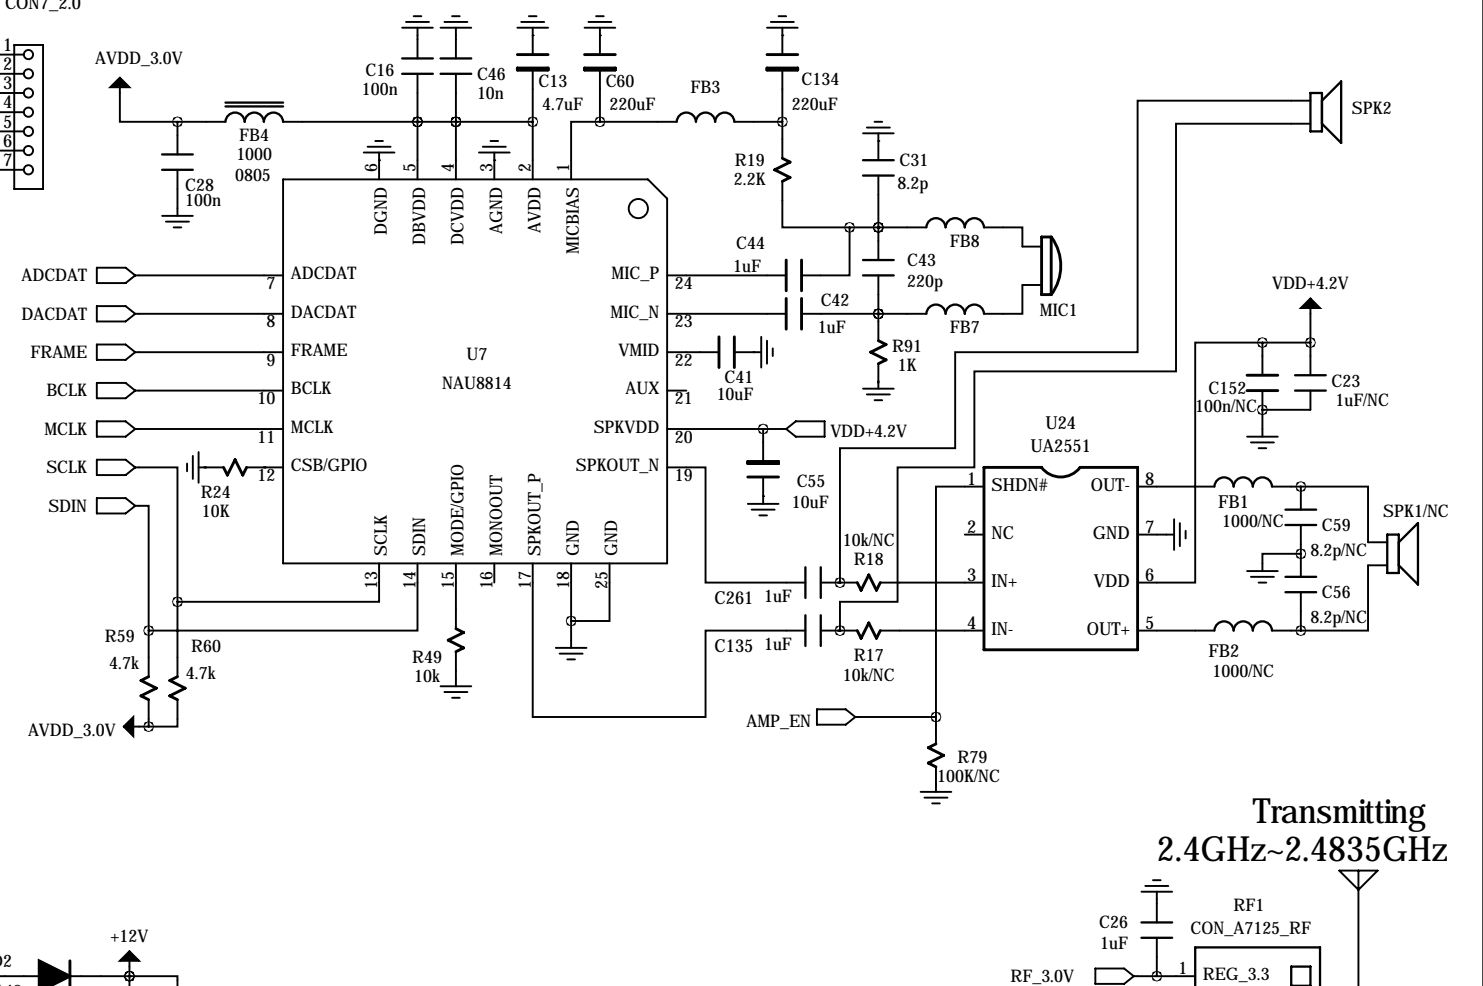 CON7_2.0
1
2
3
4
5
6
7
AVDD_3.0V
C28
100n
FB4
1000
0805
C16
100n
C46
10n
C13
4.7uF
C60
220uF
FB3
C134
220uF
R19
2.2K
C31
8.2p
FB8
C43
220p
FB7
MIC1
R91
1K
C44
1uF
C42
1uF
C41
10uF
SPK2
6
5
4
3
2
1
DGND
DBVDD
DCVDD
AGND
AVDD
MICBIAS
ADCDAT
7
ADCDAT
DACDAT
8
DACDAT
FRAME
9
FRAME
BCLK
10
BCLK
MCLK
11
MCLK
SCLK
R24
10K
12
CSB/GPIO
SDIN
U7
NAU8814
MIC_P
24
MIC_N
23
VMID
22
AUX
21
SPKVDD
20
SPKOUT_N
19
VDD+4.2V
C55
10uF
SCLK
SDIN
MODE/GPIO
MONOOUT
SPKOUT_P
GND
GND
13
14
15
16
17
18
25
R59
4.7k
R60
4.7k
AVDD_3.0V
R49
10k
C261
1uF
C135
1uF
10k/NC
R18
R17
10k/NC
AMP_EN
R79
100K/NC
U24
UA2551
1
SHDN#
2
NC
3
IN+
4
IN-
OUT-
8
GND
7
VDD
6
OUT+
5
VDD+4.2V
C152
100n/NC
C23
1uF/NC
FB1
1000/NC
C59
8.2p/NC
C56
8.2p/NC
FB2
1000/NC
SPK1/NC
Transmitting
2.4GHz~2.4835GHz
C26
1uF
RF1
CON_A7125_RF
RF_3.0V
1
REG_3.3
+12V